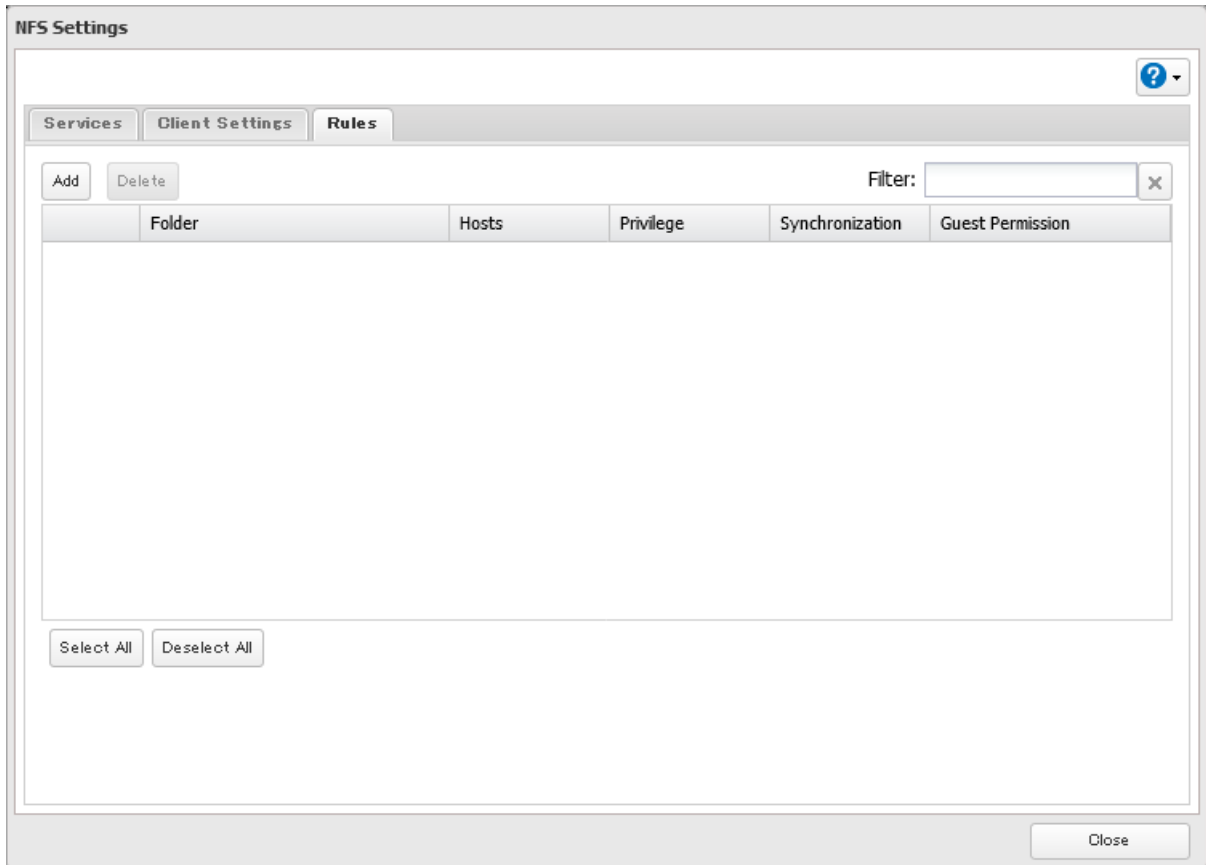 NFS Settings
?
Services Client Settings Rules
Add Delete Filter:
Folder Hosts Privilege Synchronization Guest Permission
Select All Deselect All
Close